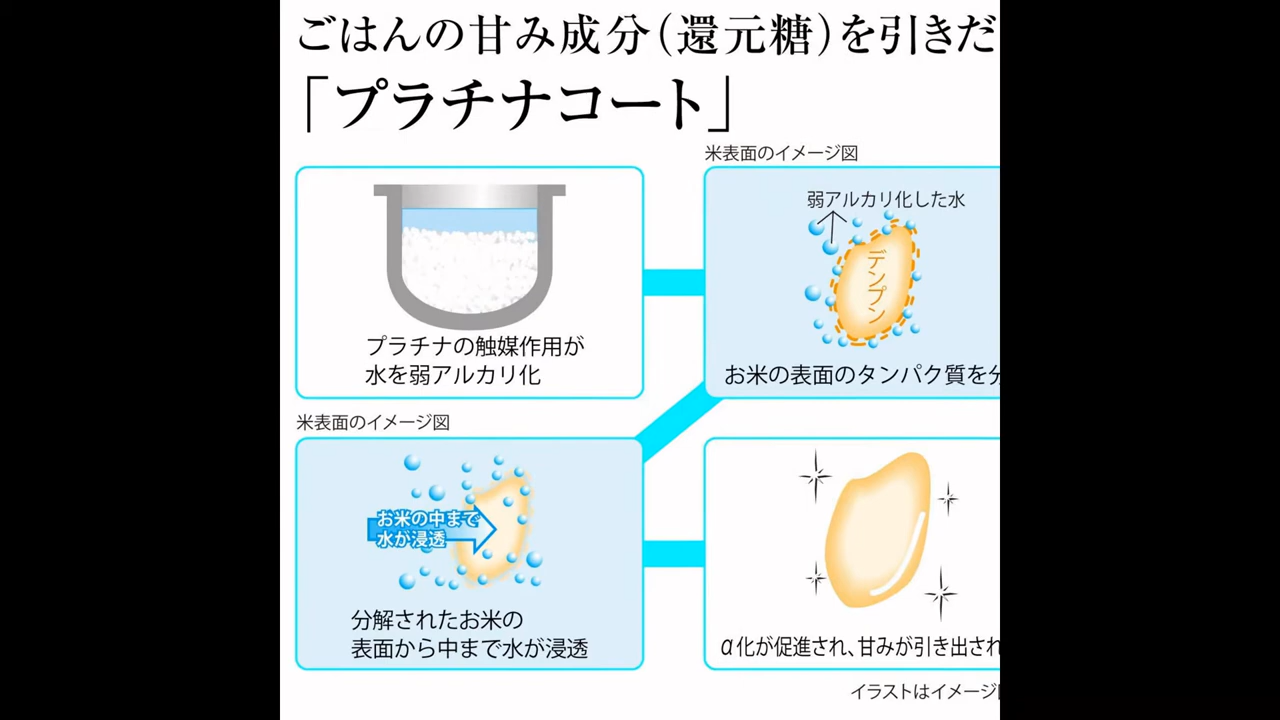 ごはんの甘み成分(還元糖)を引きだ
「プラチナコート」
プラチナの触媒作用が
水を弱アルカリ化
米表面のイメージ図
弱アルカリ化した水
デンプン
お米の表面のタンパク質を分
米表面のイメージ図
お米の中まで
水が浸透
分解されたお米の
表面から中まで水が浸透
α化が促進され、甘みが引き出され
イラストはイメージ